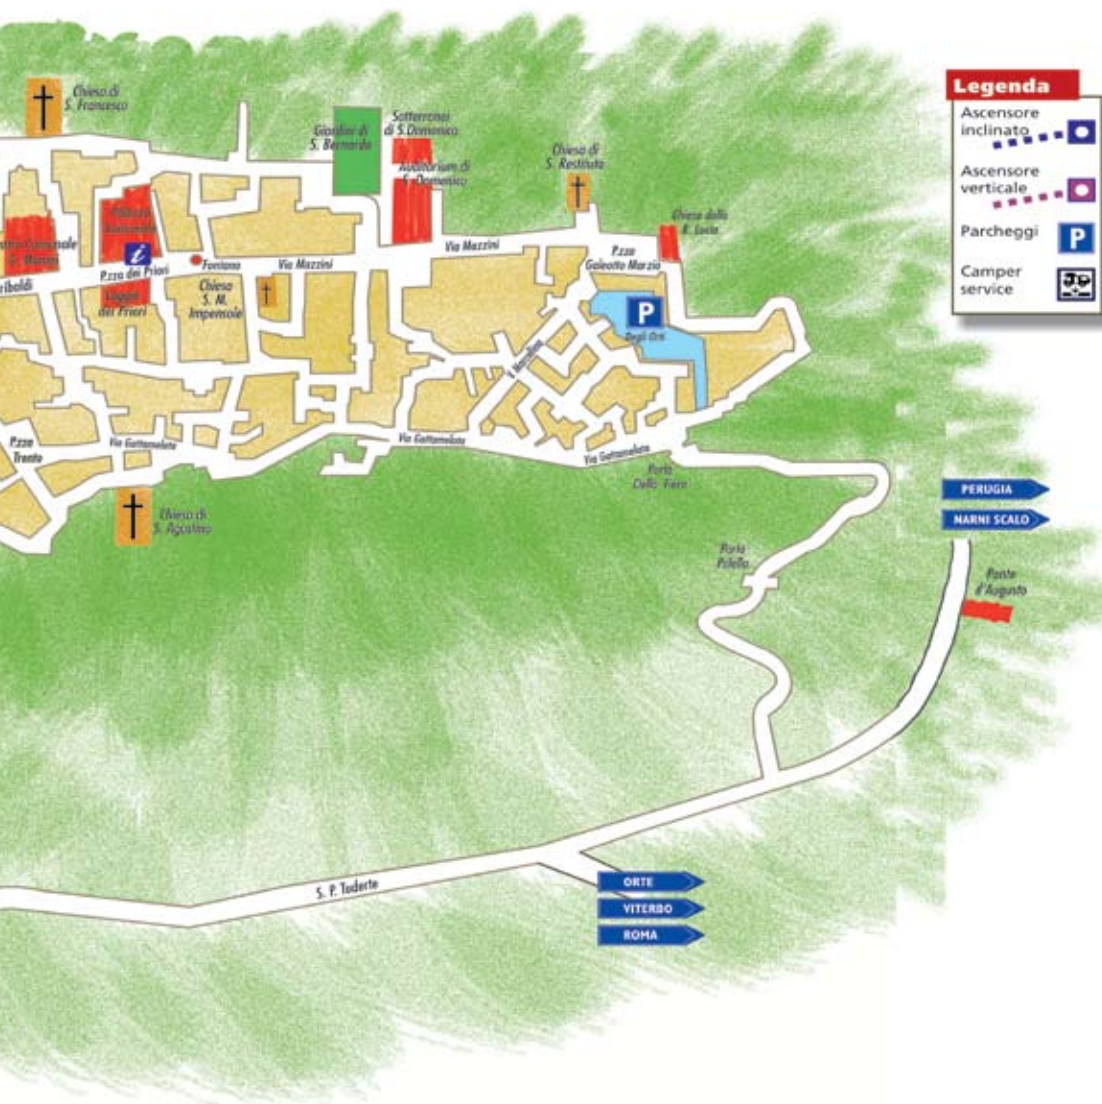 Chiesa di
S. Francesco
Giardini di
S. Bernardo
Sotterranei
di S. Domenico
Auditorium di
S. Domenico
Chiesa di
S. Restituta
Chiesa della
B. Lucia
Legenda
Ascensore
inclinato
Ascensore
verticale
Parcheggi
P
Camper
service
Palazzo
Comunale
i
P.zza dei Priori
Loggia
dei Priori
Fontana
Via Mazzini
Via Mazzini
Chiesa
S. M.
Impensole
P.zza
Galeotto Marzio
P
Degli Orti
P.zza
Trento
Via Gattamelata
Via Gattamelata
Via Gattamelata
Porta
Della Fiera
Chiesa di
S. Agostino
PERUGIA
NARNI SCALO
Porta
Polella
Ponte
d'Augusto
S. P. Tuderte
ORTE
VITERBO
ROMA